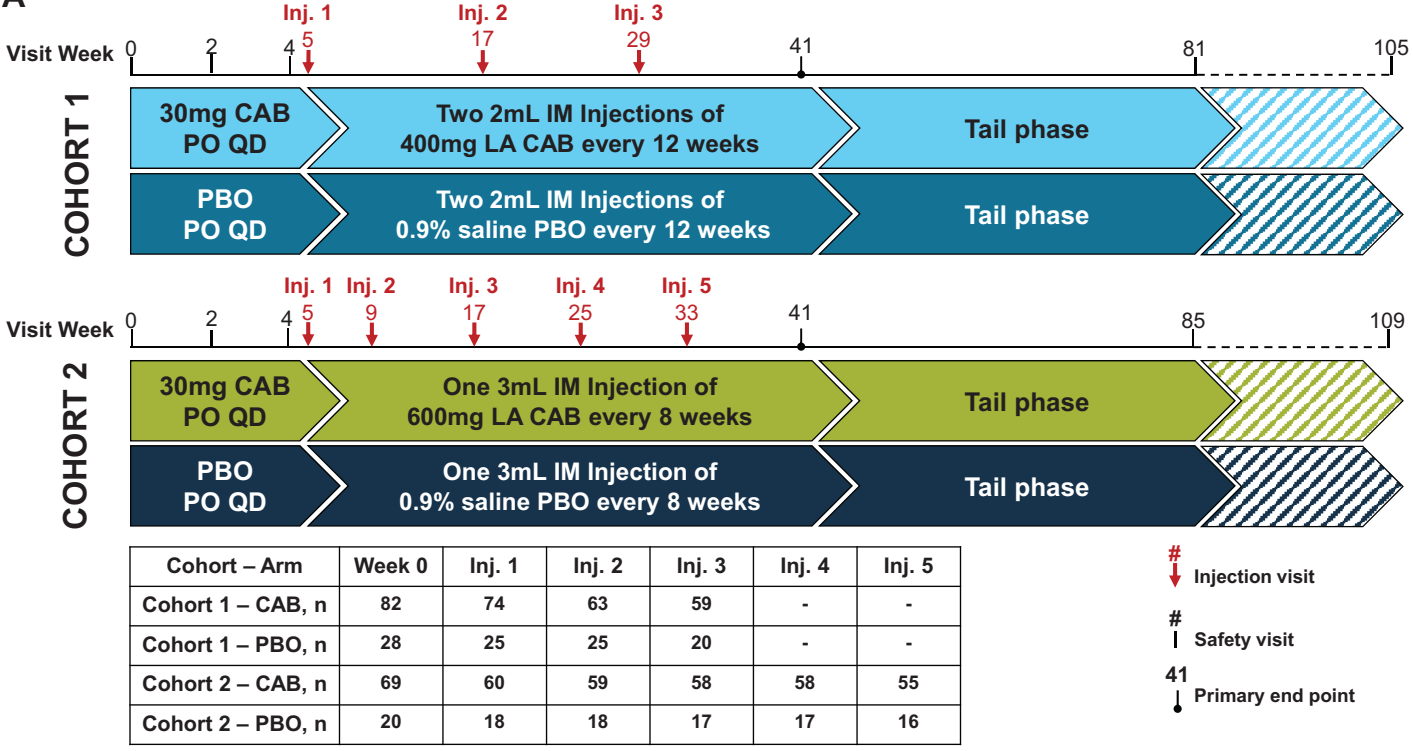 A
Inj. 1 Inj. 2 Inj. 3
Visit Week 0 2 4 5 17 29 41 81 105
COHORT 1
30mg CAB
PO QD
Two 2mL IM Injections of
400mg LA CAB every 12 weeks
Tail phase
PBO
PO QD
Two 2mL IM Injections of
0.9% saline PBO every 12 weeks
Tail phase
Inj. 1 Inj. 2 Inj. 3 Inj. 4 Inj. 5
Visit Week 0 2 4 5 9 17 25 33 41 85 109
COHORT 2
30mg CAB
PO QD
One 3mL IM Injection of
600mg LA CAB every 8 weeks
Tail phase
PBO
PO QD
One 3mL IM Injection of
0.9% saline PBO every 8 weeks
Tail phase
Cohort – Arm Week 0 Inj. 1 Inj. 2 Inj. 3 Inj. 4 Inj. 5
Cohort 1 – CAB, n 82 74 63 59 - -
Cohort 1 – PBO, n 28 25 25 20 - -
Cohort 2 – CAB, n 69 60 59 58 58 55
Cohort 2 – PBO, n 20 18 18 17 17 16
#
Injection visit
#
Safety visit
41
Primary end point